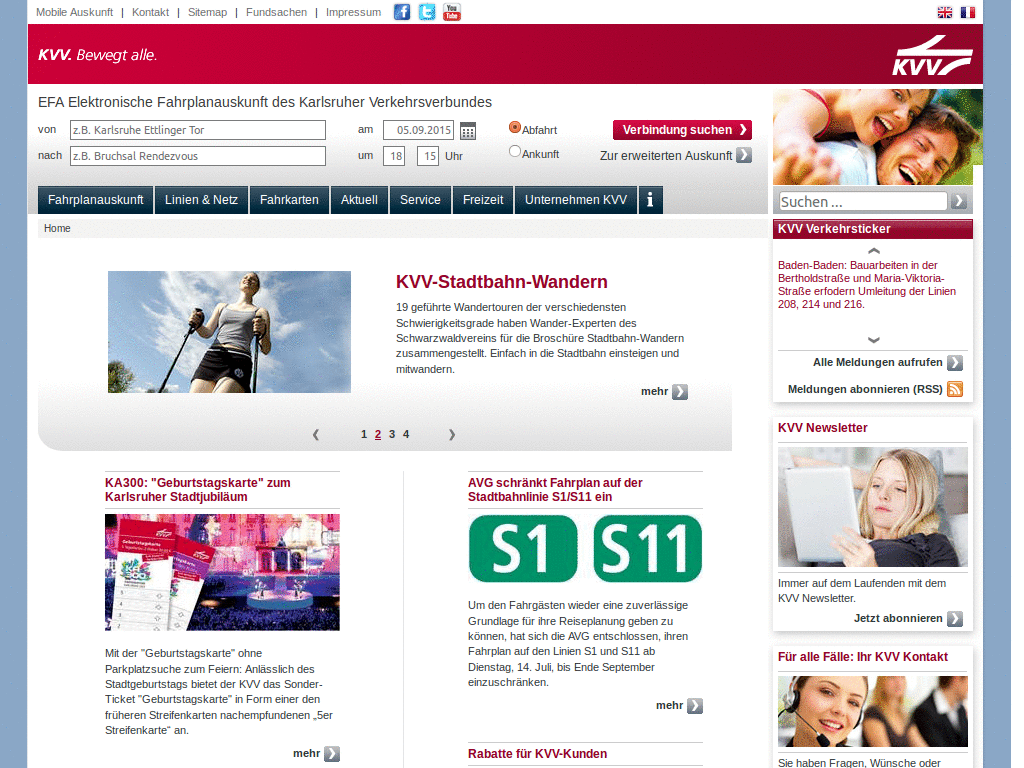 Mobile Auskunft | Kontakt | Sitemap | Fundsachen | Impressum
KVV. Bewegt alle.
KVV
EFA Elektronische Fahrplanauskunft des Karlsruher Verkehrsverbundes
von z.B. Karlsruhe Ettlinger Tor am 05.09.2015 Abfahrt Verbindung suchen
nach z.B. Bruchsal Rendezvous um 18 15 Uhr Ankunft Zur erweiterten Auskunft
Fahrplanauskunft Linien & Netz Fahrkarten Aktuell Service Freizeit Unternehmen KVV i
Suchen ...
Home
KVV-Stadtbahn-Wandern
19 geführte Wandertouren der verschiedensten
Schwierigkeitsgrade haben Wander-Experten des
Schwarzwaldvereins für die Broschüre Stadtbahn-Wandern
zusammengestellt. Einfach in die Stadtbahn einsteigen und
mitwandern.
mehr
1 2 3 4
KA300: "Geburtstagskarte" zum
Karlsruher Stadtjubiläum
Geburtstagskarte
Mit der "Geburtstagskarte" ohne
Parkplatzsuche zum Feiern: Anlässlich des
Stadtgeburtstags bietet der KVV das Sonder-
Ticket "Geburtstagskarte" in Form einer den
früheren Streifenkarten nachempfundenen „5er
Streifenkarte“ an.
mehr
AVG schränkt Fahrplan auf der
Stadtbahnlinie S1/S11 ein
S1 S11
Um den Fahrgästen wieder eine zuverlässige
Grundlage für ihre Reiseplanung geben zu
können, hat sich die AVG entschlossen, ihren
Fahrplan auf den Linien S1 und S11 ab
Dienstag, 14. Juli, bis Ende September
einzuschränken.
mehr
Rabatte für KVV-Kunden
KVV Verkehrsticker
Baden-Baden: Bauarbeiten in der
Bertholdstraße und Maria-Viktoria-
Straße erfodern Umleitung der Linien
208, 214 und 216.
Alle Meldungen aufrufen
Meldungen abonnieren (RSS)
KVV Newsletter
Immer auf dem Laufenden mit dem
KVV Newsletter.
Jetzt abonnieren
Für alle Fälle: Ihr KVV Kontakt
Sie haben Fragen, Wünsche oder